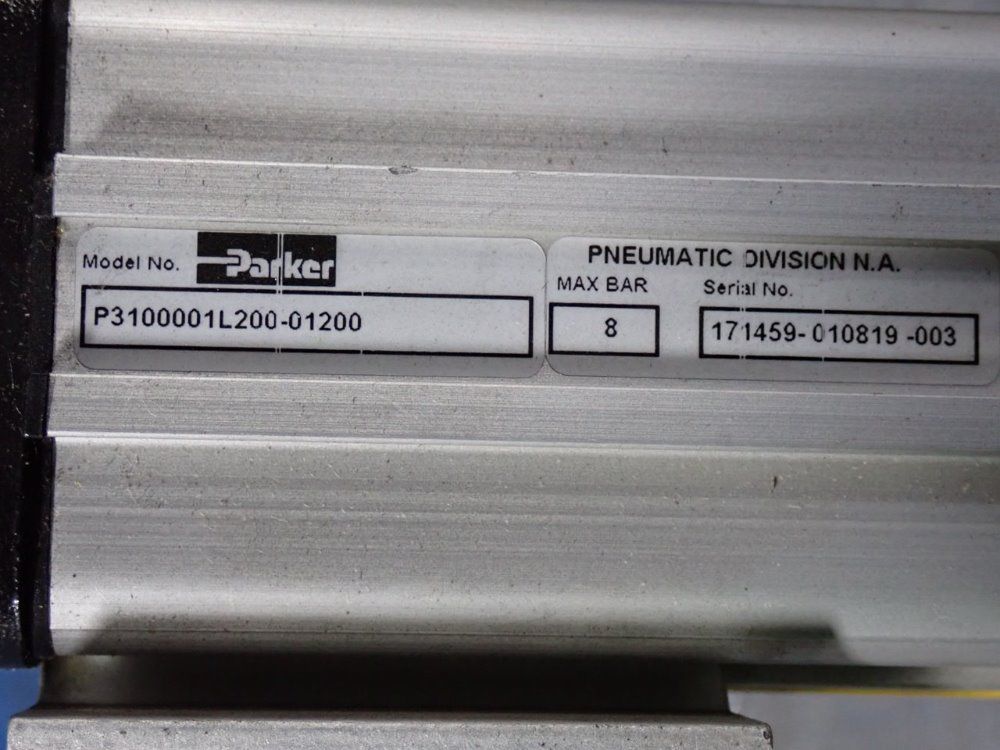 Model No. Parker
P3100001L200-01200
PNEUMATIC DIVISION N.A.
MAX BAR Serial No.
8 171459-010819-003